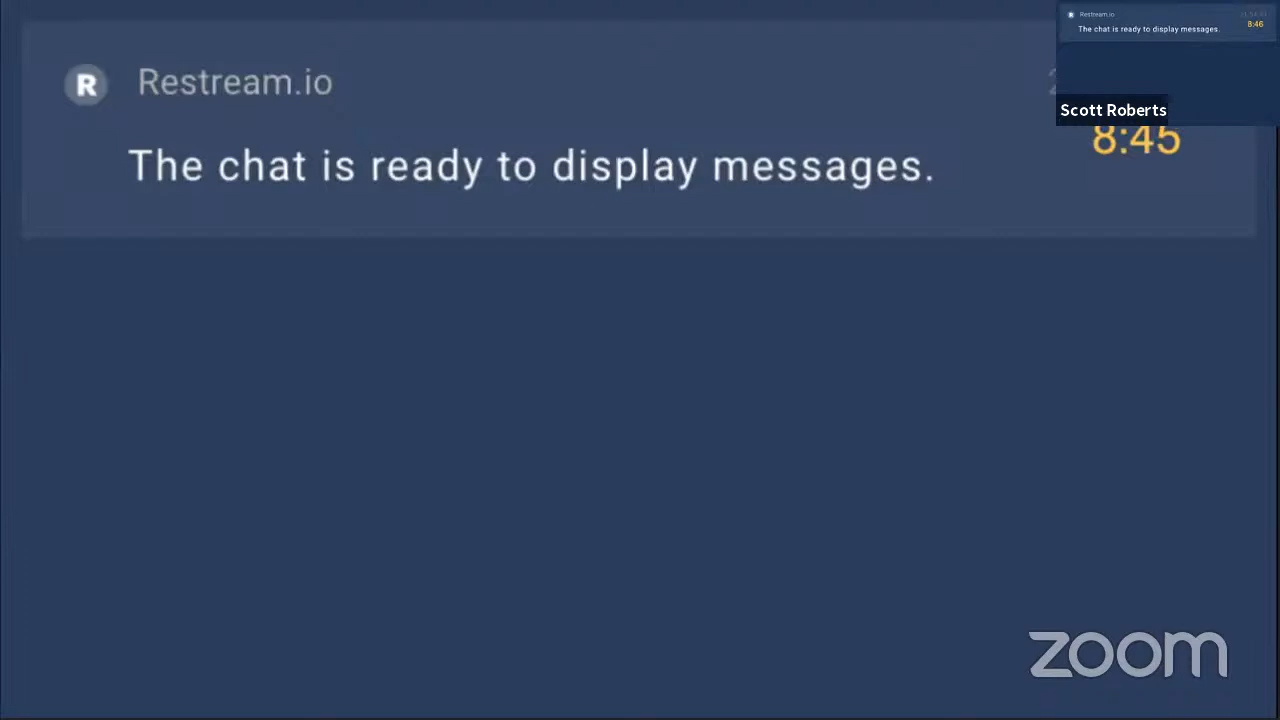 R Restream.io
The chat is ready to display messages.
8:45
Restream.io
8:46
The chat is ready to display messages.
Scott Roberts
zoom